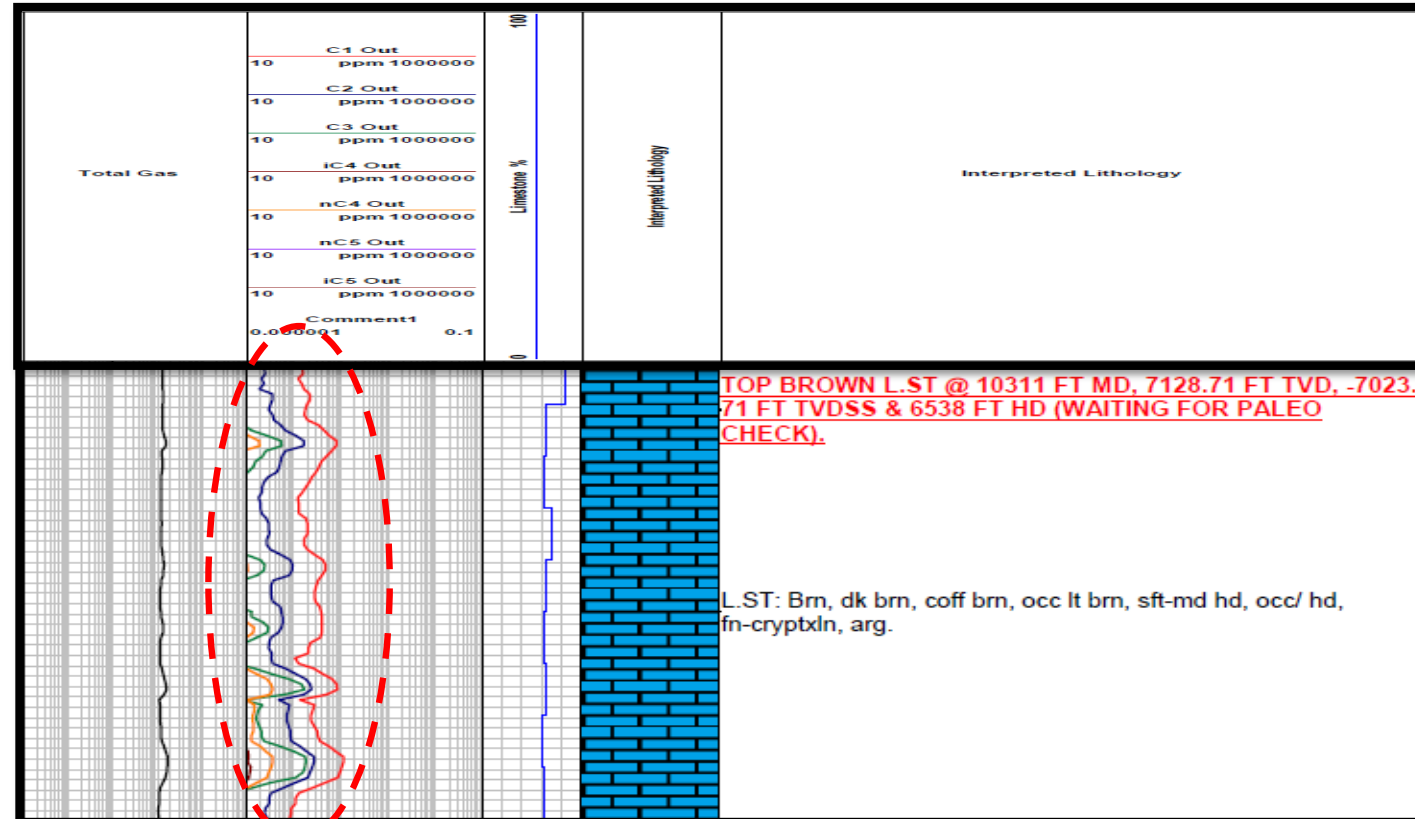 Total Gas
C1 Out
10 ppm 1000000
C2 Out
10 ppm 1000000
C3 Out
10 ppm 1000000
iC4 Out
10 ppm 1000000
nC4 Out
10 ppm 1000000
nC5 Out
10 ppm 1000000
iC5 Out
10 ppm 1000000
Comment1
0.000001 0.1
100
Limestone %
0
Interpreted Lithology
Interpreted Lithology
TOP BROWN L.ST @ 10311 FT MD, 7128.71 FT TVD, -7023.
71 FT TVDSS & 6538 FT HD (WAITING FOR PALEO
CHECK).
L.ST: Brn, dk brn, coff brn, occ lt brn, sft-md hd, occ/ hd,
fn-cryptxln, arg.